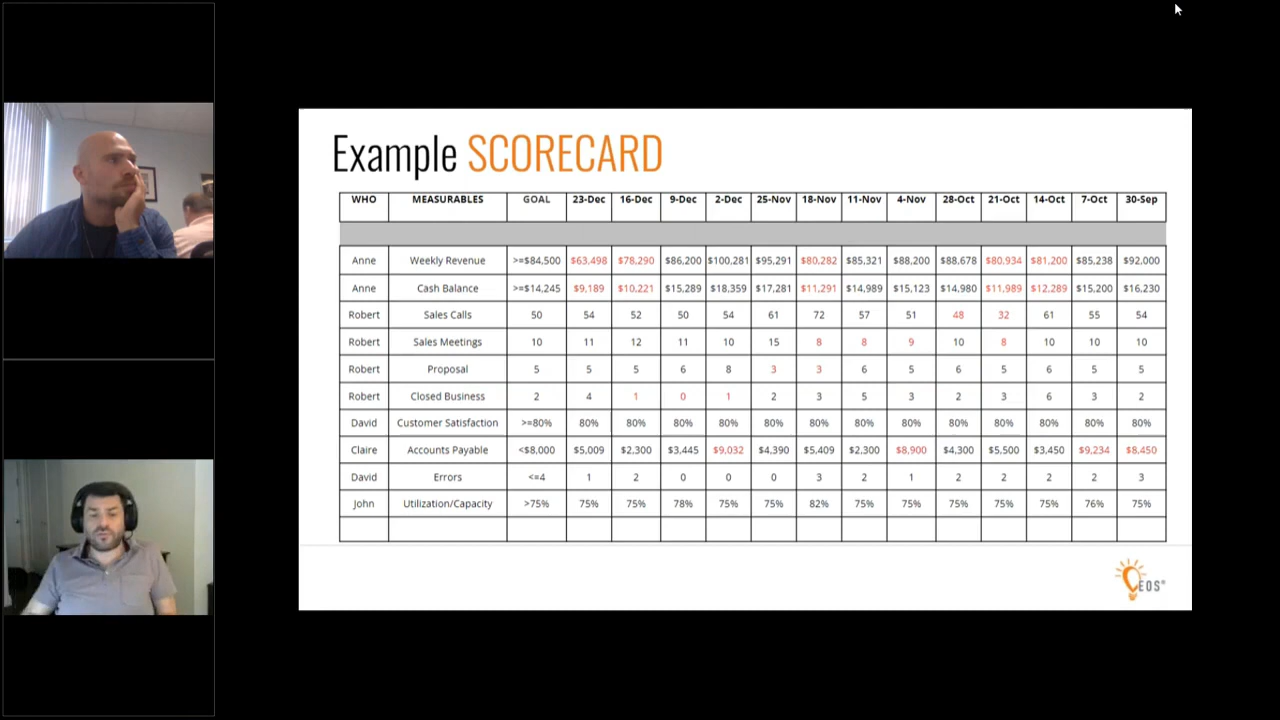 Example SCORECARD
WHO MEASURABLES GOAL 23-Dec 16-Dec 9-Dec 2-Dec 25-Nov 18-Nov 11-Nov 4-Nov 28-Oct 21-Oct 14-Oct 7-Oct 30-Sep
Anne Weekly Revenue >=$84,500 $63,498 $78,290 $86,200 $100,281 $95,291 $80,282 $85,321 $88,200 $88,678 $80,934 $81,200 $85,238 $92,000
Anne Cash Balance >=$14,245 $9,189 $10,221 $15,289 $18,359 $17,281 $11,291 $14,989 $15,123 $14,980 $11,989 $12,289 $15,200 $16,230
Robert Sales Calls 50 54 52 50 54 61 72 57 51 48 32 61 55 54
Robert Sales Meetings 10 11 12 11 10 15 8 8 9 10 8 10 10 10
Robert Proposal 5 5 5 6 8 3 3 6 5 6 5 6 5 5
Robert Closed Business 2 4 1 0 1 2 3 5 3 2 3 6 3 2
David Customer Satisfaction >=80% 80% 80% 80% 80% 80% 80% 80% 80% 80% 80% 80% 80% 80%
Claire Accounts Payable <$8,000 $5,009 $2,300 $3,445 $9,032 $4,390 $5,409 $2,300 $8,900 $4,300 $5,500 $3,450 $9,234 $8,450
David Errors <=4 1 2 0 0 0 3 2 1 2 2 2 2 3
John Utilization/Capacity >75% 75% 75% 78% 75% 75% 82% 75% 75% 75% 75% 75% 76% 75%
EOS®